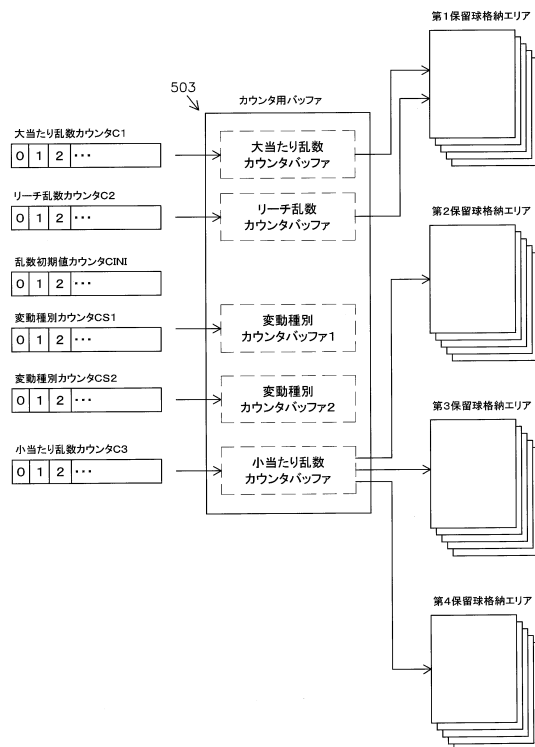 第1保留球格納エリア
503
カウンタ用バッファ
大当たり乱数カウンタC1
0 1 2 ･･･
大当たり乱数
カウンタバッファ
リーチ乱数カウンタC2
0 1 2 ･･･
リーチ乱数
カウンタバッファ
第2保留球格納エリア
乱数初期値カウンタCINI
0 1 2 ･･･
変動種別カウンタCS1
0 1 2 ･･･
変動種別
カウンタバッファ1
変動種別カウンタCS2
0 1 2 ･･･
変動種別
カウンタバッファ2
第3保留球格納エリア
小当たり乱数カウンタC3
0 1 2 ･･･
小当たり乱数
カウンタバッファ
第4保留球格納エリア